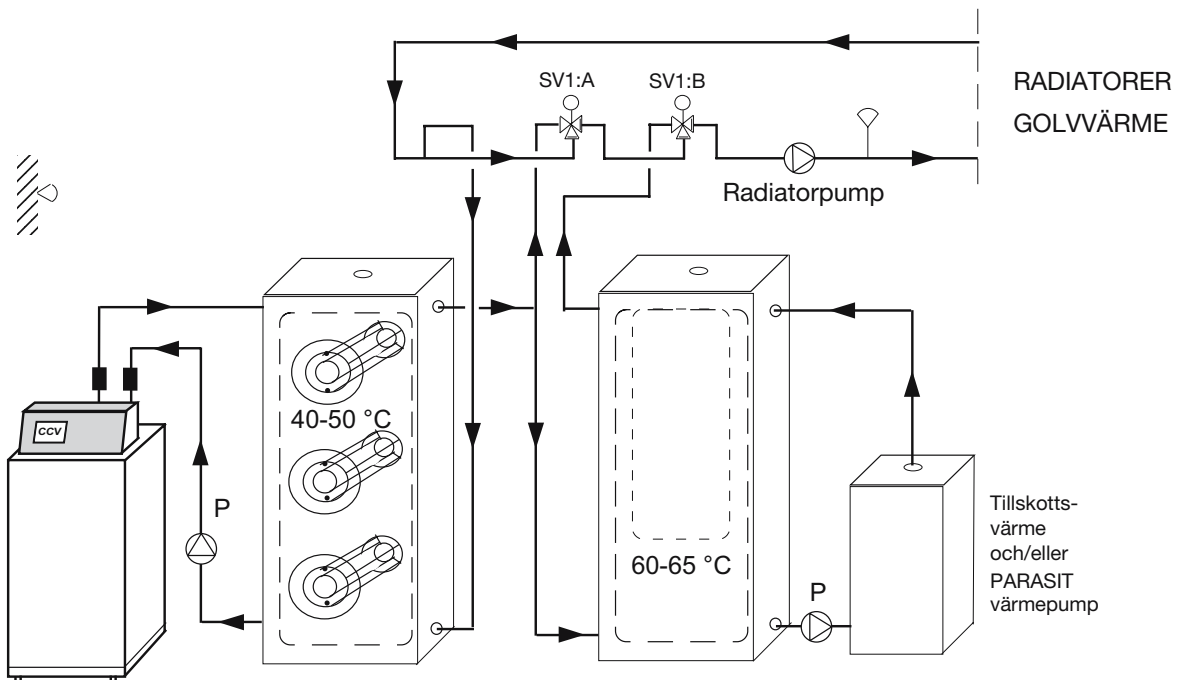 SV1:A
SV1:B
RADIATORER
GOLVVÄRME
Radiatorpump
CCV
P
40-50 °C
60-65 °C
P
Tillskotts-
värme
och/eller
PARASIT
värmepump